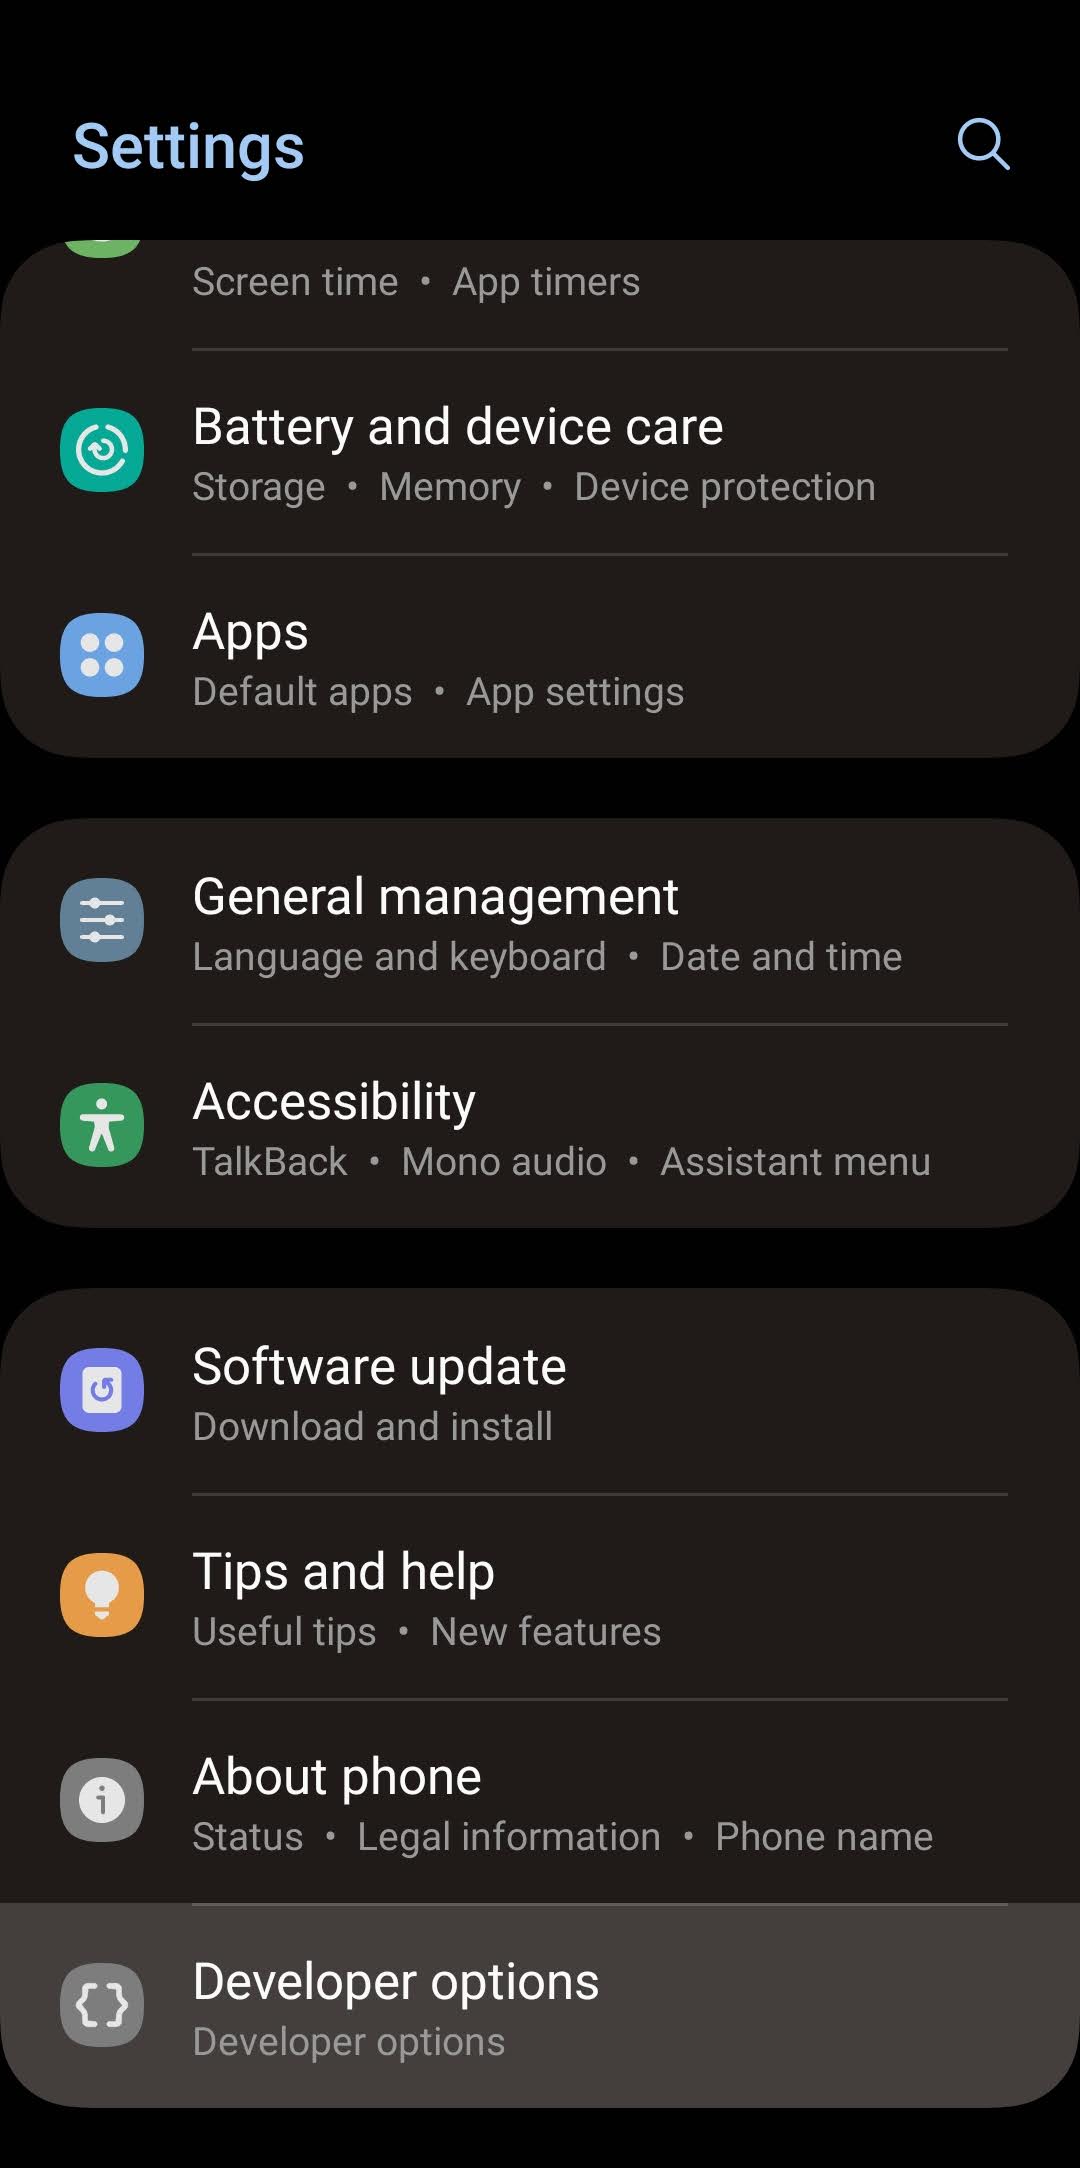 Settings
Screen time • App timers
Battery and device care
Storage • Memory • Device protection
Apps
Default apps • App settings
General management
Language and keyboard • Date and time
Accessibility
TalkBack • Mono audio • Assistant menu
Software update
Download and install
Tips and help
Useful tips • New features
About phone
Status • Legal information • Phone name
Developer options
Developer options